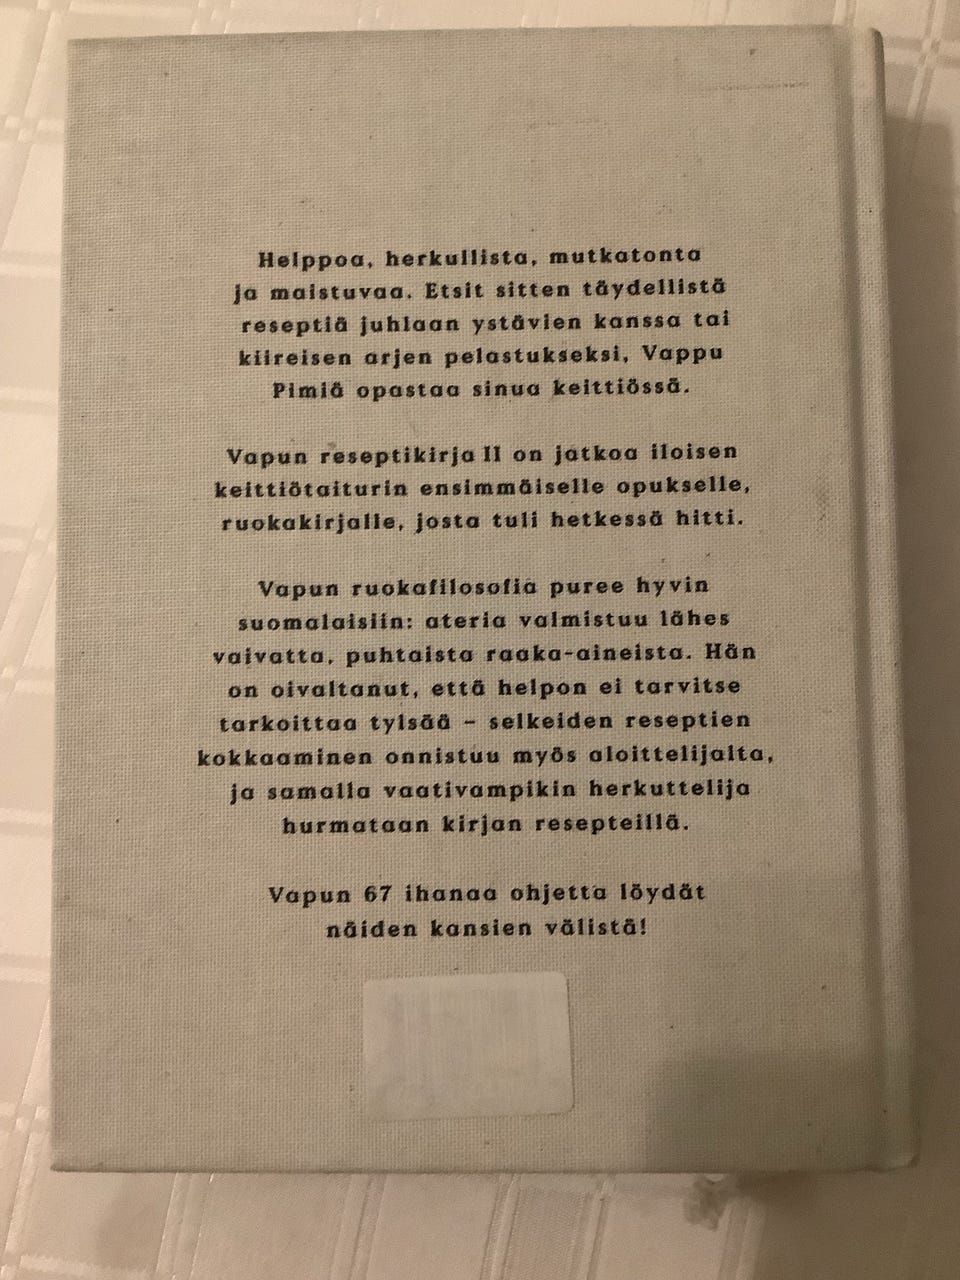 Helppoa, herkullista, mutkatonta
ja maistuvaa. Etsit sitten täydellistä
reseptiä juhlaan ystävien kanssa tai
kiireisen arjen pelastukseksi, Vappu
Pimiä opastaa sinua keittiössä.
Vapun reseptikirja II on jatkoa iloisen
keittiötaiturin ensimmäiselle opukselle,
ruokakirjalle, josta tuli hetkessä hitti.
Vapun ruokafilosofia puree hyvin
suomalaisiin: ateria valmistuu lähes
vaivatta, puhtaista raaka-aineista. Hän
on oivaltanut, että helpon ei tarvitse
tarkoittaa tylsää – selkeiden reseptien
kokkaaminen onnistuu myös aloittelijalta,
ja samalla vaativampikin herkuttelija
hurmataan kirjan resepteillä.
Vapun 67 ihanaa ohjetta löydät
näiden kansien välistä!